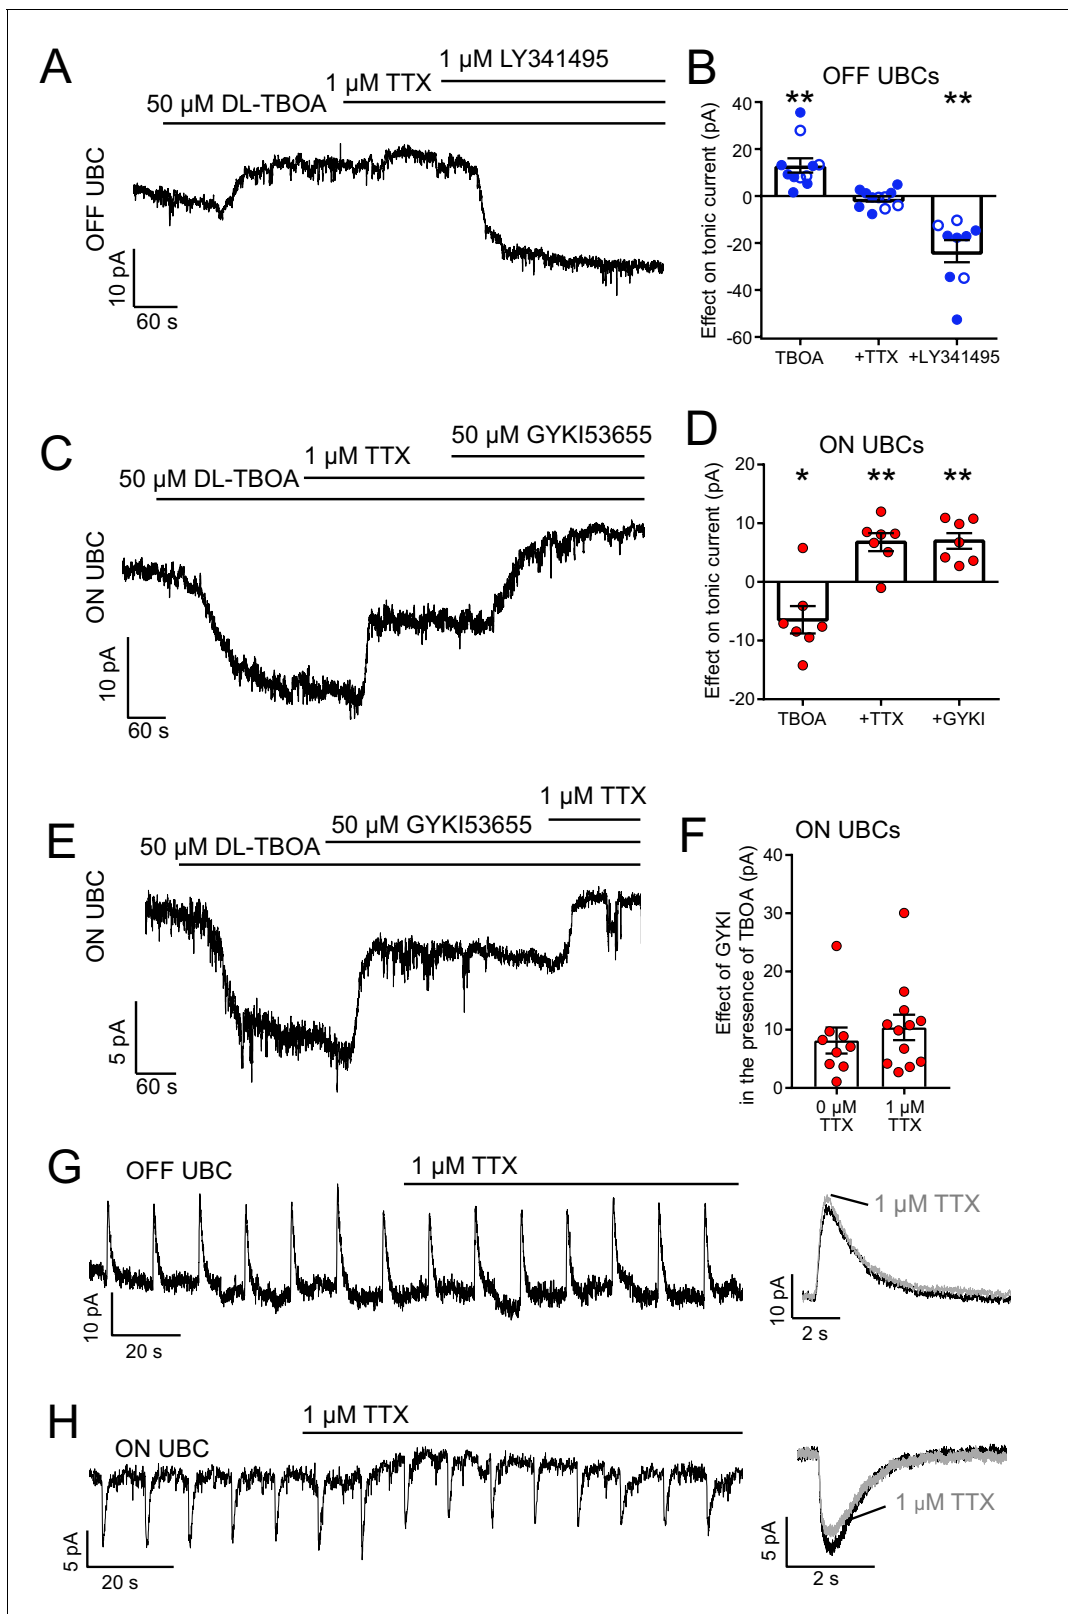 A
1 µM LY341495
1 µM TTX
50 µM DL-TBOA
OFF UBC
10 pA
60 s
B
OFF UBCs
Effect on tonic current (pA)
40
20
0
-20
-40
-60
** **
TBOA +TTX +LY341495
C
50 µM GYKI53655
1 µM TTX
50 µM DL-TBOA
ON UBC
10 pA
60 s
D
ON UBCs
Effect on tonic current (pA)
20
10
0
-10
-20
* ** **
TBOA +TTX +GYKI
E
1 µM TTX
50 µM GYKI53655
50 µM DL-TBOA
ON UBC
5 pA
60 s
F
ON UBCs
Effect of GYKI
in the presence of TBOA (pA)
40
30
20
10
0
0 µM 1 µM
TTX TTX
G
OFF UBC
1 µM TTX
10 pA
20 s
1 µM TTX
10 pA
2 s
H
ON UBC
1 µM TTX
5 pA
20 s
1 µM TTX
5 pA
2 s